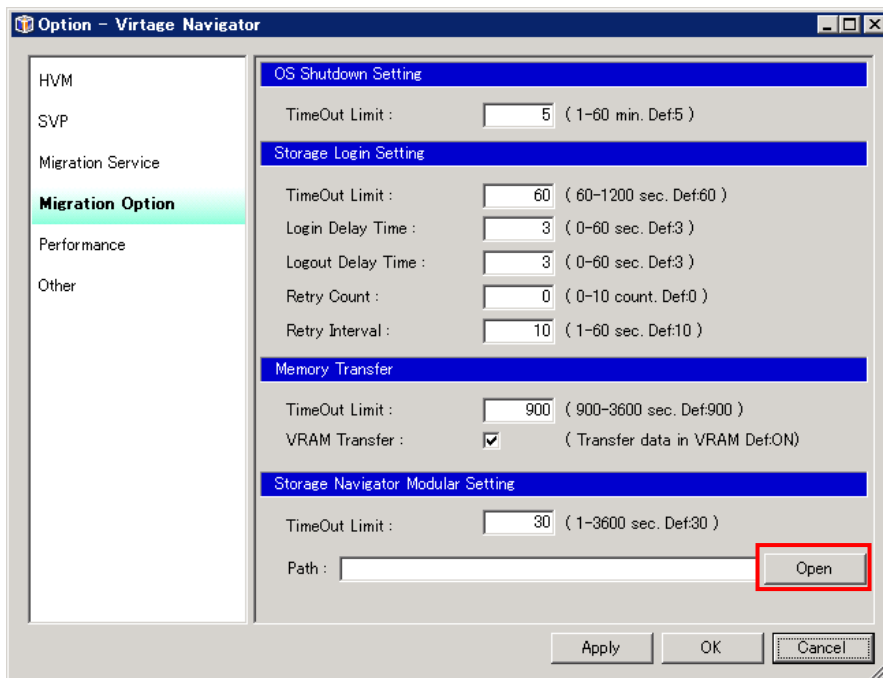 Option - Virtage Navigator
HVM
SVP
Migration Service
Migration Option
Performance
Other
OS Shutdown Setting
TimeOut Limit : 5 ( 1-60 min. Def:5 )
Storage Login Setting
TimeOut Limit : 60 ( 60-1200 sec. Def:60 )
Login Delay Time : 3 ( 0-60 sec. Def:3 )
Logout Delay Time : 3 ( 0-60 sec. Def:3 )
Retry Count : 0 ( 0-10 count. Def:0 )
Retry Interval : 10 ( 1-60 sec. Def:10 )
Memory Transfer
TimeOut Limit : 900 ( 900-3600 sec. Def:900 )
VRAM Transfer : ( Transfer data in VRAM Def:ON)
Storage Navigator Modular Setting
TimeOut Limit : 30 ( 1-3600 sec. Def:30 )
Path : Open
Apply OK Cancel